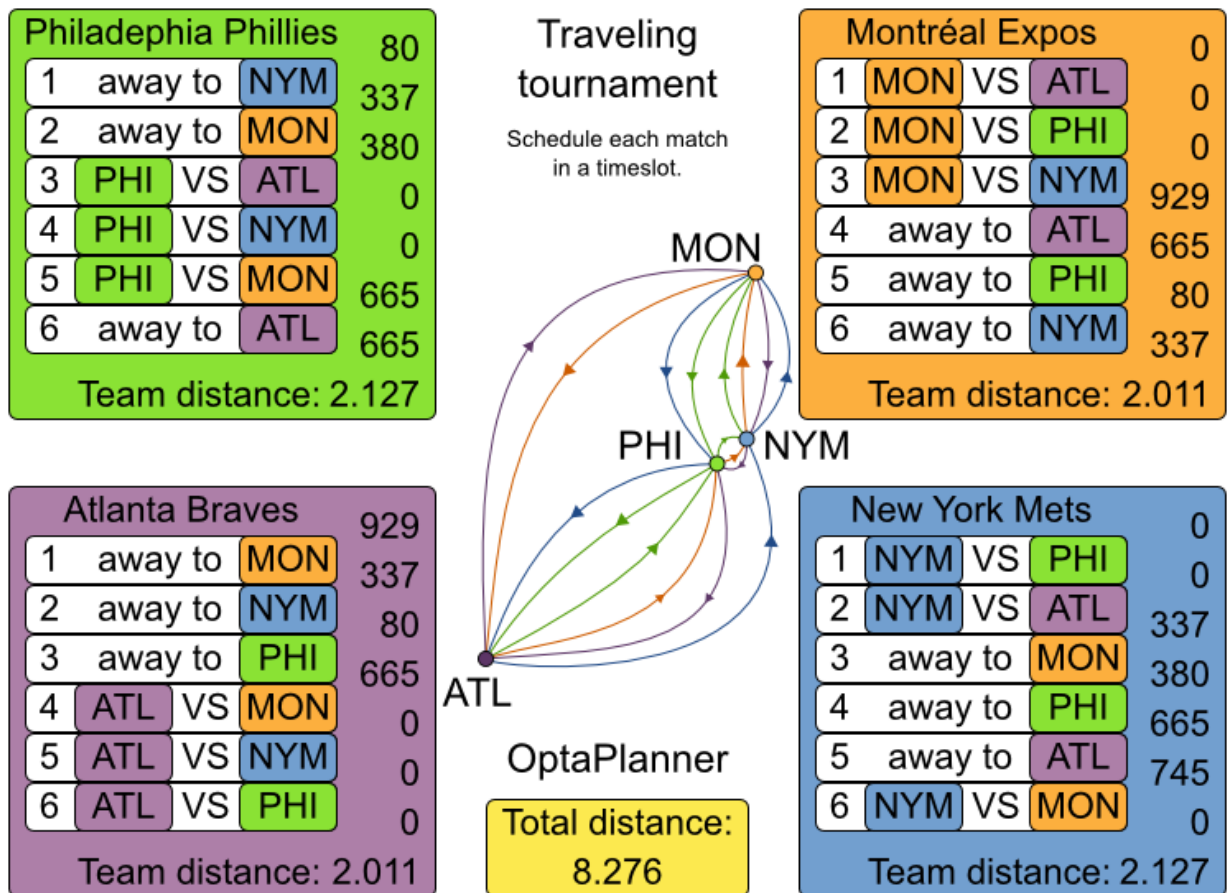 Philadephia Phillies
80
1 away to NYM
337
2 away to MON
380
3 PHI VS ATL
0
4 PHI VS NYM
0
5 PHI VS MON
665
6 away to ATL
665
Team distance: 2.127
Traveling
tournament
Schedule each match
in a timeslot.
Montréal Expos
0
1 MON VS ATL
0
2 MON VS PHI
0
3 MON VS NYM
929
4 away to ATL
665
5 away to PHI
80
6 away to NYM
337
Team distance: 2.011
MON
PHI
NYM
ATL
Atlanta Braves
929
1 away to MON
337
2 away to NYM
80
3 away to PHI
665
4 ATL VS MON
0
5 ATL VS NYM
0
6 ATL VS PHI
0
Team distance: 2.011
OptaPlanner
Total distance:
8.276
New York Mets
0
1 NYM VS PHI
0
2 NYM VS ATL
337
3 away to MON
380
4 away to PHI
665
5 away to ATL
745
6 NYM VS MON
0
Team distance: 2.127